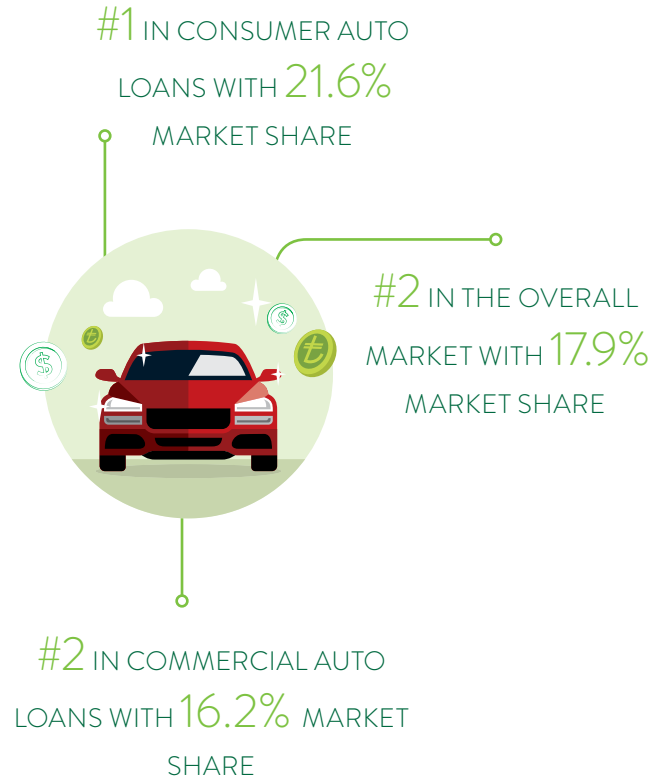 #1 IN CONSUMER AUTO
LOANS WITH 21.6%
MARKET SHARE
#2 IN THE OVERALL
MARKET WITH 17.9%
MARKET SHARE
$
₺
$
₺
#2 IN COMMERCIAL AUTO
LOANS WITH 16.2% MARKET
SHARE